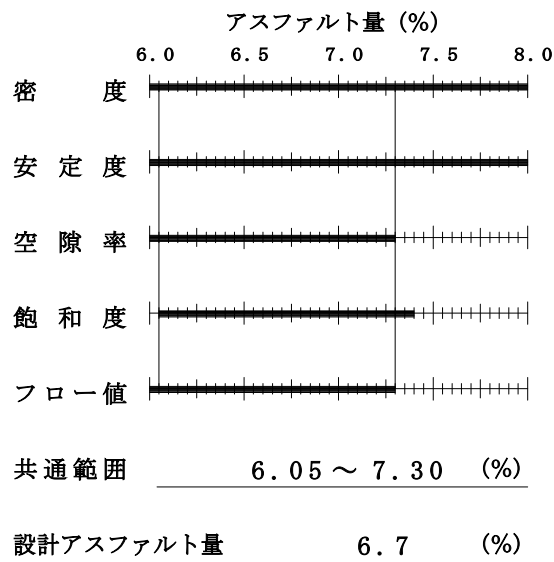 アスファルト量 (%)
6.0 6.5 7.0 7.5 8.0
密度
安定度
空隙率
飽和度
フロー値
共通範囲 6.05～7.30 (%)
設計アスファルト量 6.7 (%)